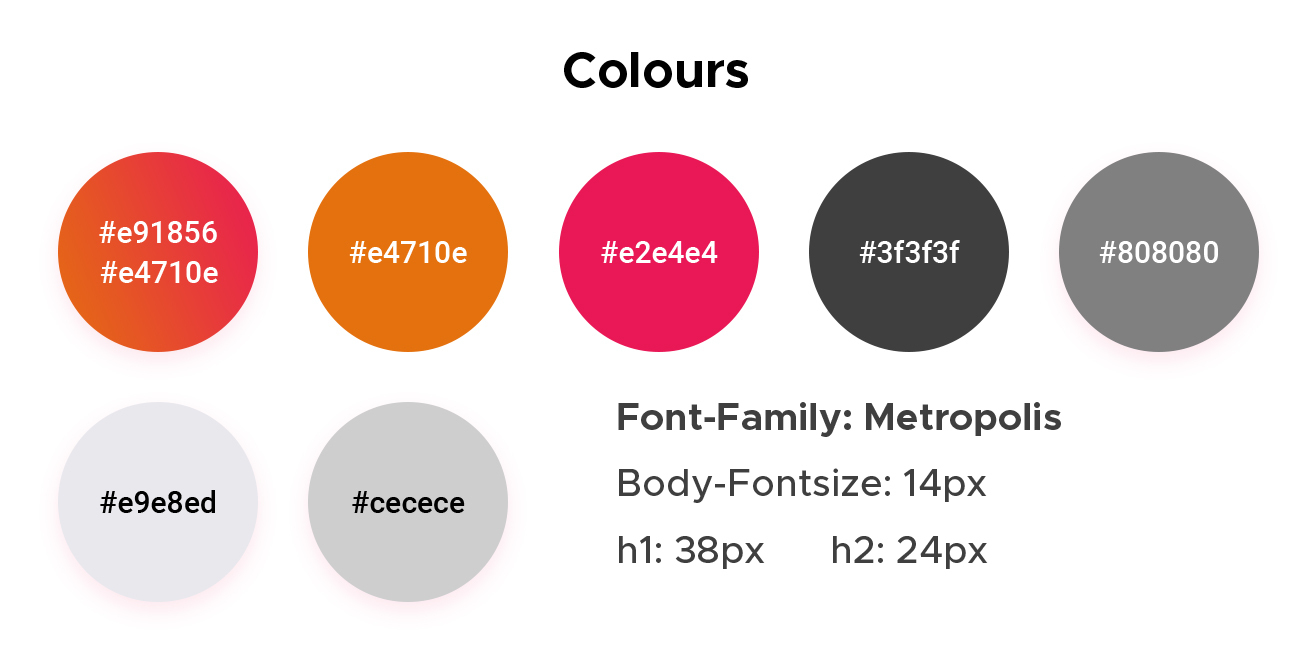 Colours
#e91856
#e4710e
#e4710e
#e2e4e4
#3f3f3f
#808080
#e9e8ed
#cecece
Font-Family: Metropolis
Body-Fontsize: 14px
h1: 38px h2: 24px